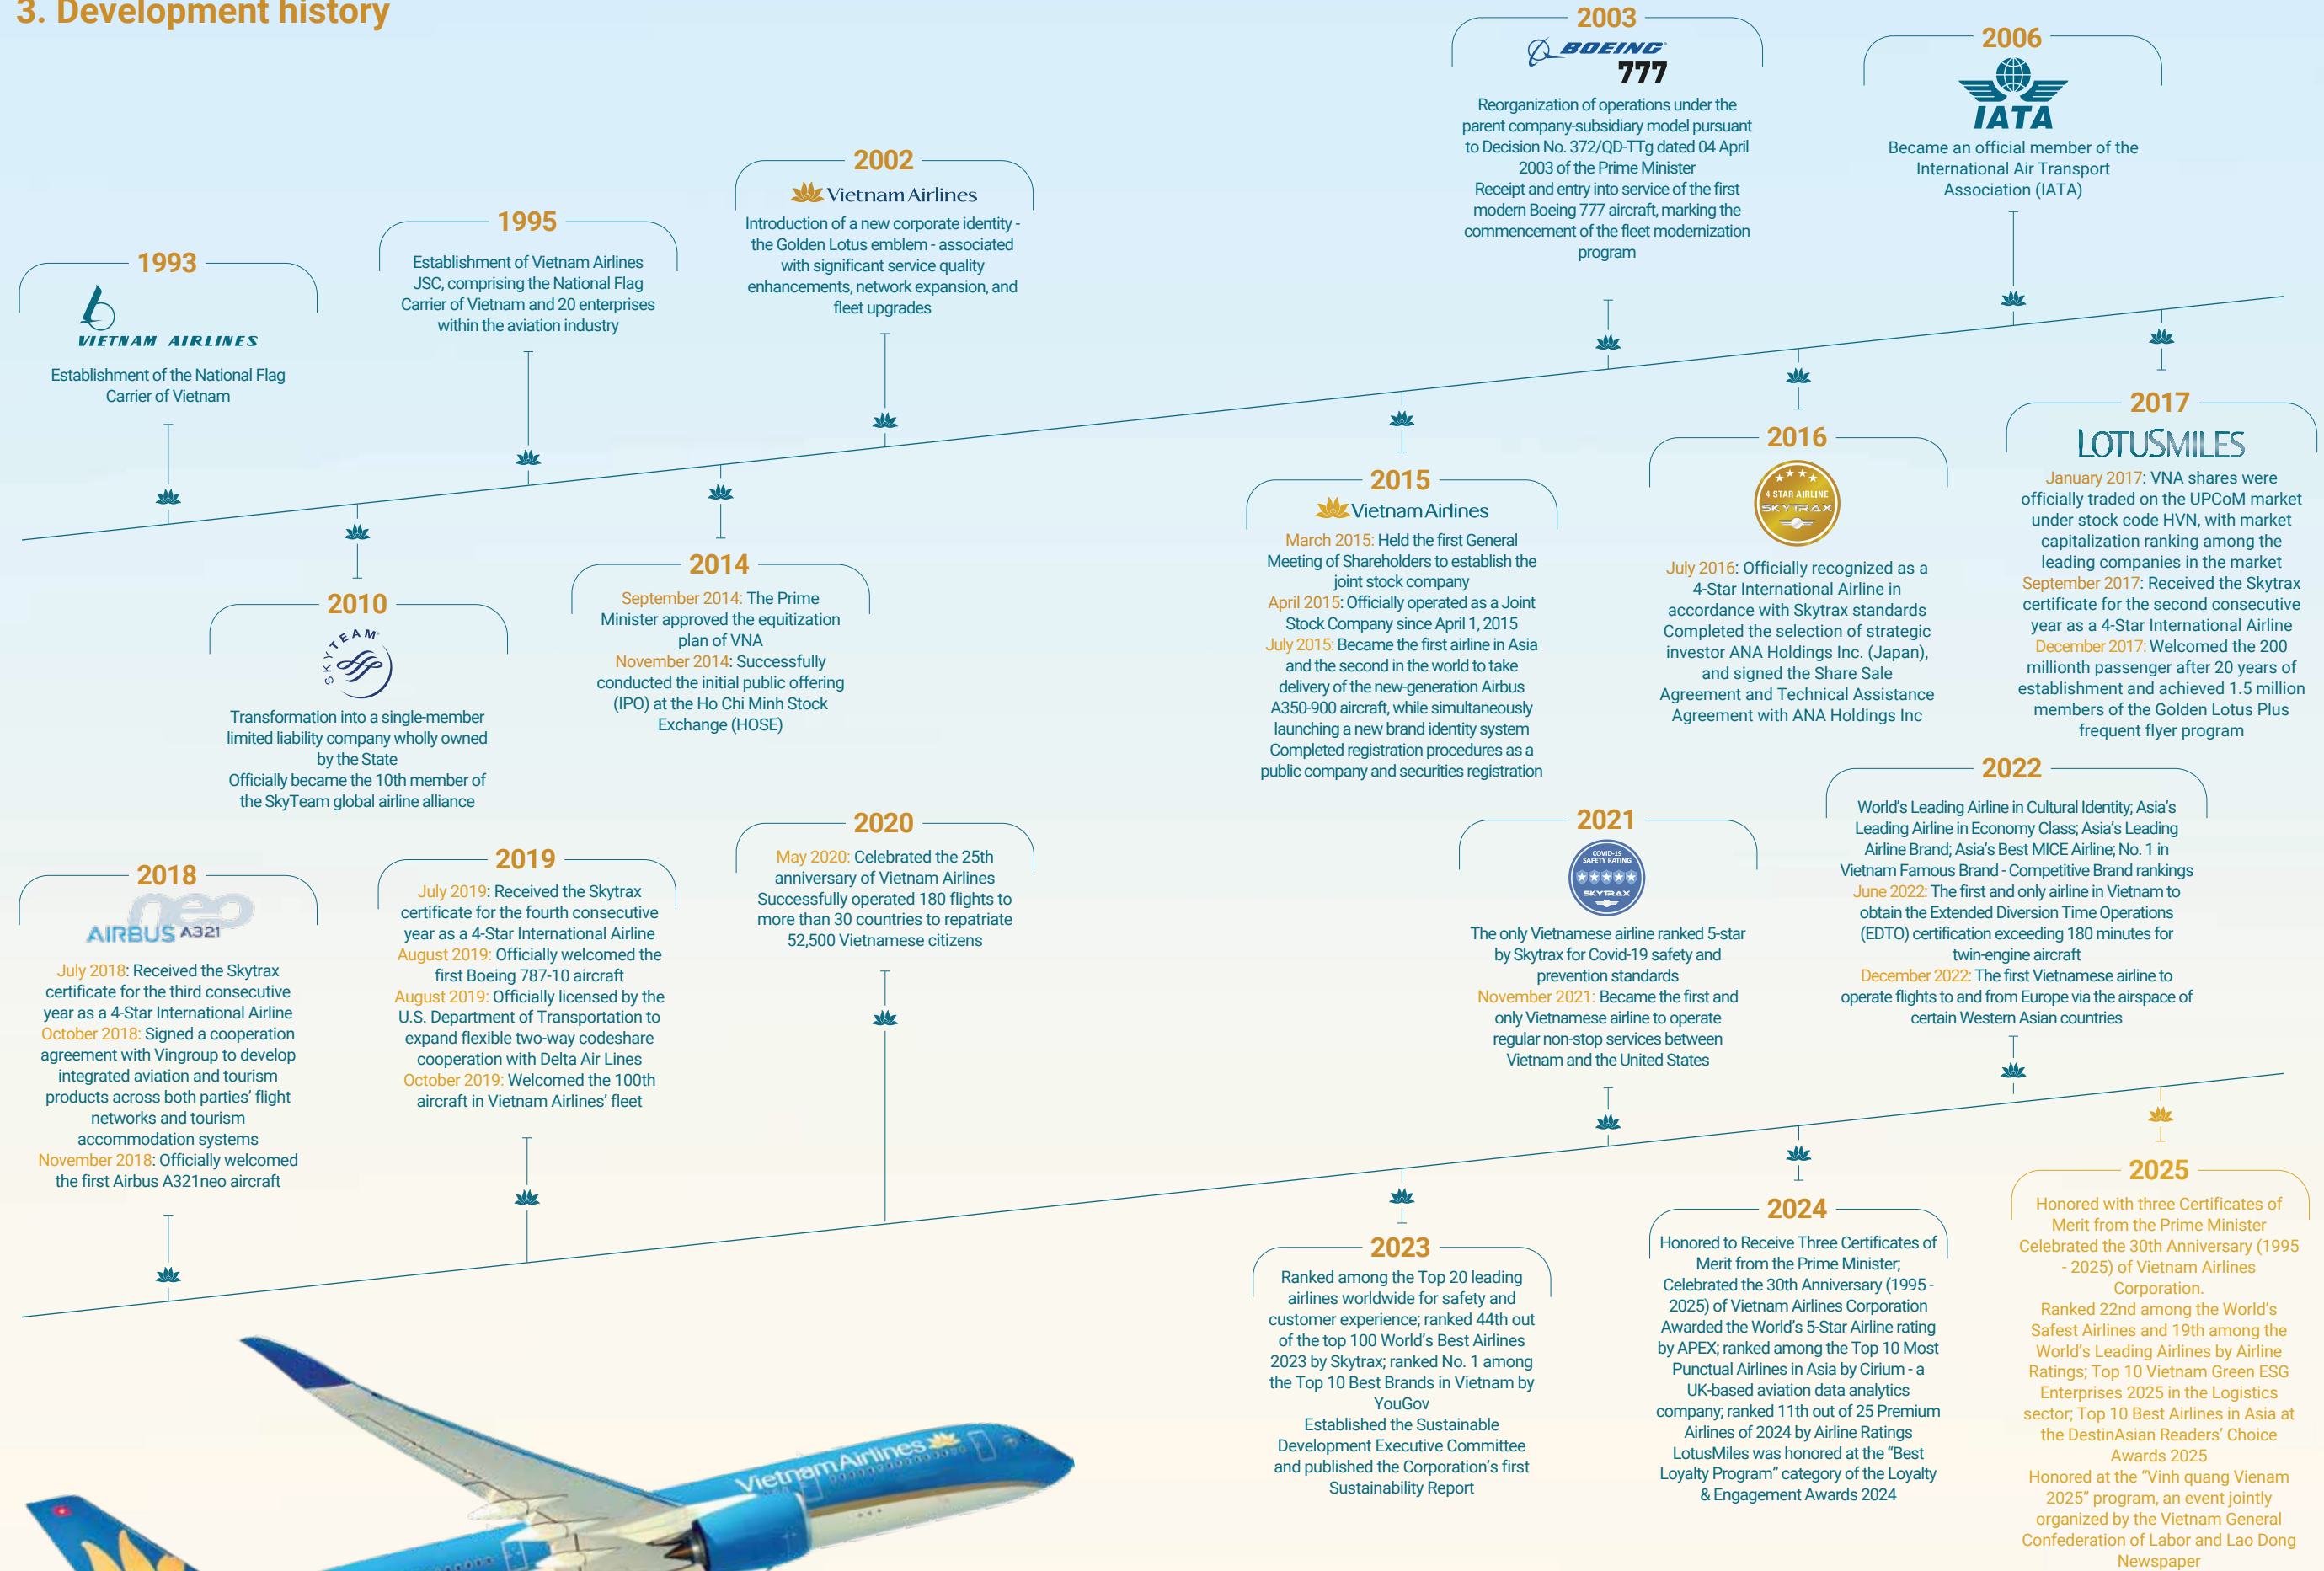 3. Development history
1993
VIETNAM AIRLINES
Establishment of the National Flag
Carrier of Vietnam
1995
Establishment of Vietnam Airlines
JSC, comprising the National Flag
Carrier of Vietnam and 20 enterprises
within the aviation industry
2002
Vietnam Airlines
Introduction of a new corporate identity -
the Golden Lotus emblem - associated
with significant service quality
enhancements, network expansion, and
fleet upgrades
2003
BOEING
777
Reorganization of operations under the
parent company-subsidiary model pursuant
to Decision No. 372/QD-TTg dated 04 April
2003 of the Prime Minister
Receipt and entry into service of the first
modern Boeing 777 aircraft, marking the
commencement of the fleet modernization
program
2006
IATA
Became an official member of the
International Air Transport
Association (IATA)
2010
SKYTEAM
Transformation into a single-member
limited liability company wholly owned
by the State
Officially became the 10th member of
the SkyTeam global airline alliance
2014
September 2014: The Prime
Minister approved the equitization
plan of VNA
November 2014: Successfully
conducted the initial public offering
(IPO) at the Ho Chi Minh Stock
Exchange (HOSE)
2015
Vietnam Airlines
March 2015: Held the first General
Meeting of Shareholders to establish the
joint stock company
April 2015: Officially operated as a Joint
Stock Company since April 1, 2015
July 2015: Became the first airline in Asia
and the second in the world to take
delivery of the new-generation Airbus
A350-900 aircraft, while simultaneously
launching a new brand identity system
Completed registration procedures as a
public company and securities registration
2016
4 STAR AIRLINE
SKYTRAX
July 2016: Officially recognized as a
4-Star International Airline in
accordance with Skytrax standards
Completed the selection of strategic
investor ANA Holdings Inc. (Japan),
and signed the Share Sale
Agreement and Technical Assistance
Agreement with ANA Holdings Inc
2017
LOTUSMILES
January 2017: VNA shares were
officially traded on the UPCoM market
under stock code HVN, with market
capitalization ranking among the
leading companies in the market
September 2017: Received the Skytrax
certificate for the second consecutive
year as a 4-Star International Airline
December 2017: Welcomed the 200
millionth passenger after 20 years of
establishment and achieved 1.5 million
members of the Golden Lotus Plus
frequent flyer program
2018
neo
AIRBUS A321
July 2018: Received the Skytrax
certificate for the third consecutive
year as a 4-Star International Airline
October 2018: Signed a cooperation
agreement with Vingroup to develop
integrated aviation and tourism
products across both parties' flight
networks and tourism
accommodation systems
November 2018: Officially welcomed
the first Airbus A321neo aircraft
2019
July 2019: Received the Skytrax
certificate for the fourth consecutive
year as a 4-Star International Airline
August 2019: Officially welcomed the
first Boeing 787-10 aircraft
August 2019: Officially licensed by the
U.S. Department of Transportation to
expand flexible two-way codeshare
cooperation with Delta Air Lines
October 2019: Welcomed the 100th
aircraft in Vietnam Airlines' fleet
2020
May 2020: Celebrated the 25th
anniversary of Vietnam Airlines
Successfully operated 180 flights to
more than 30 countries to repatriate
52,500 Vietnamese citizens
2021
COVID-19
SAFETY RATING
SKYTRAX
The only Vietnamese airline ranked 5-star
by Skytrax for Covid-19 safety and
prevention standards
November 2021: Became the first and
only Vietnamese airline to operate
regular non-stop services between
Vietnam and the United States
2022
World's Leading Airline in Cultural Identity; Asia's
Leading Airline in Economy Class; Asia's Leading
Airline Brand; Asia's Best MICE Airline; No. 1 in
Vietnam Famous Brand - Competitive Brand rankings
June 2022: The first and only airline in Vietnam to
obtain the Extended Diversion Time Operations
(EDTO) certification exceeding 180 minutes for
twin-engine aircraft
December 2022: The first Vietnamese airline to
operate flights to and from Europe via the airspace of
certain Western Asian countries
2023
Ranked among the Top 20 leading
airlines worldwide for safety and
customer experience; ranked 44th out
of the top 100 World's Best Airlines
2023 by Skytrax; ranked No. 1 among
the Top 10 Best Brands in Vietnam by
YouGov
Established the Sustainable
Development Executive Committee
and published the Corporation's first
Sustainability Report
2024
Honored to Receive Three Certificates of
Merit from the Prime Minister;
Celebrated the 30th Anniversary (1995 -
2025) of Vietnam Airlines Corporation
Awarded the World's 5-Star Airline rating
by APEX; ranked among the Top 10 Most
Punctual Airlines in Asia by Cirium - a
UK-based aviation data analytics
company; ranked 11th out of 25 Premium
Airlines of 2024 by Airline Ratings
LotusMiles was honored at the "Best
Loyalty Program" category of the Loyalty
& Engagement Awards 2024
2025
Honored with three Certificates of
Merit from the Prime Minister
Celebrated the 30th Anniversary (1995
- 2025) of Vietnam Airlines
Corporation.
Ranked 22nd among the World's
Safest Airlines and 19th among the
World's Leading Airlines by Airline
Ratings; Top 10 Vietnam Green ESG
Enterprises 2025 in the Logistics
sector; Top 10 Best Airlines in Asia at
the DestinAsian Readers' Choice
Awards 2025
Honored at the "Vinh quang Vienam
2025" program, an event jointly
organized by the Vietnam General
Confederation of Labor and Lao Dong
Newspaper
Vietnam Airlines